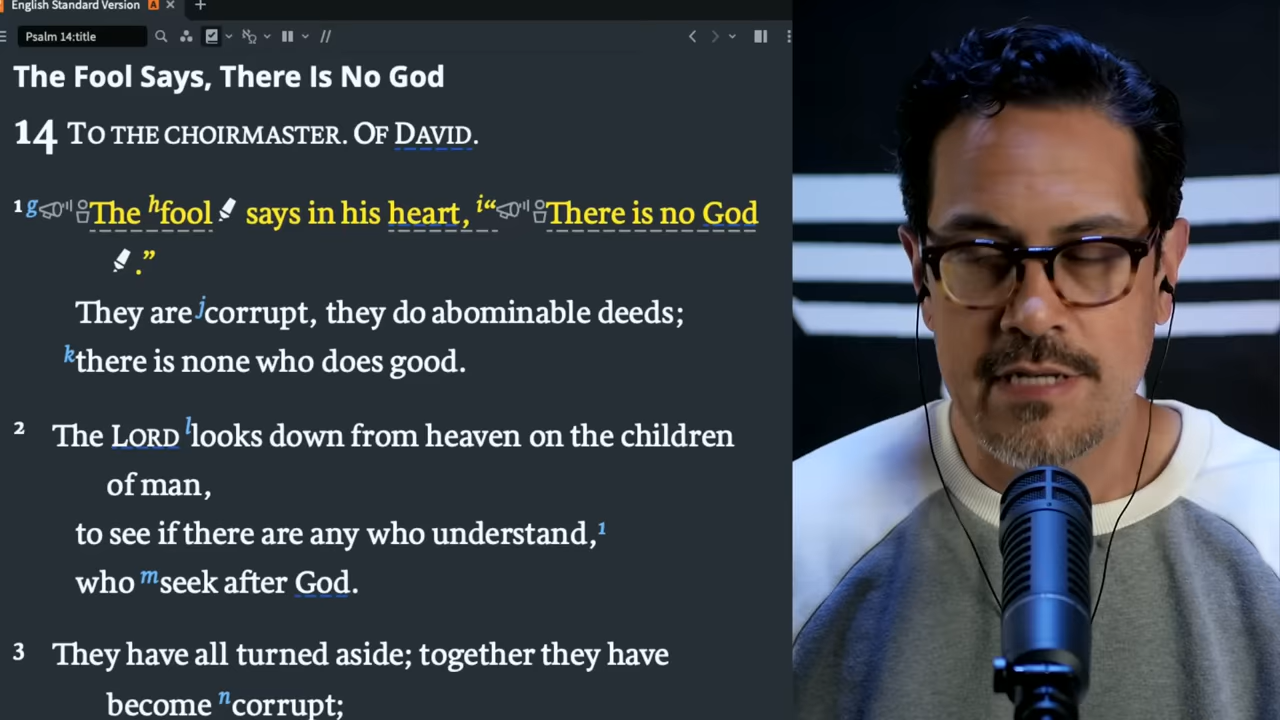 English Standard Version A
Psalm 14:title
The Fool Says, There Is No God
14 TO THE CHOIRMASTER. OF DAVID.
1 g The h fool says in his heart, i “There is no God
.”
They are j corrupt, they do abominable deeds;
k there is none who does good.
2 The LORD l looks down from heaven on the children
of man,
to see if there are any who understand,1
who m seek after God.
3 They have all turned aside; together they have
become n corrupt;